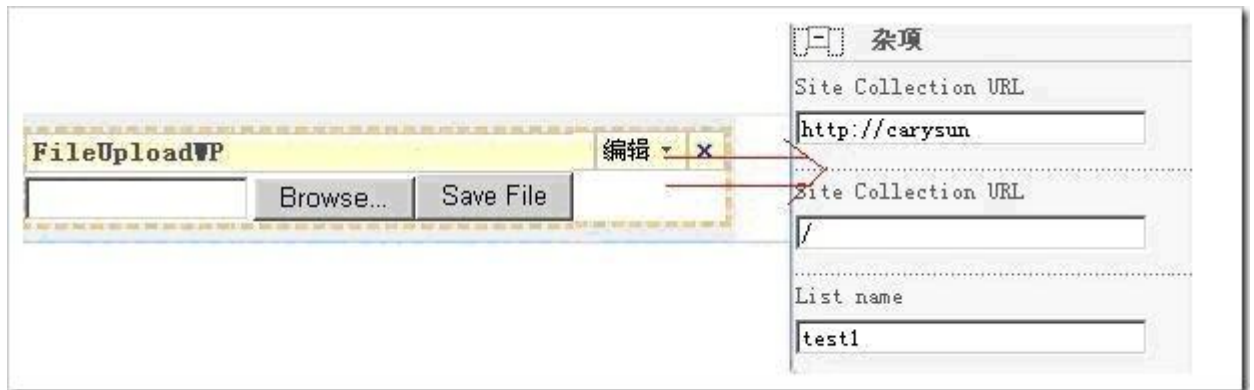 FileUploadWP 编辑
Browse... Save File
杂项
Site Collection URL
http://carysun
Site Collection URL
/
List name
test1